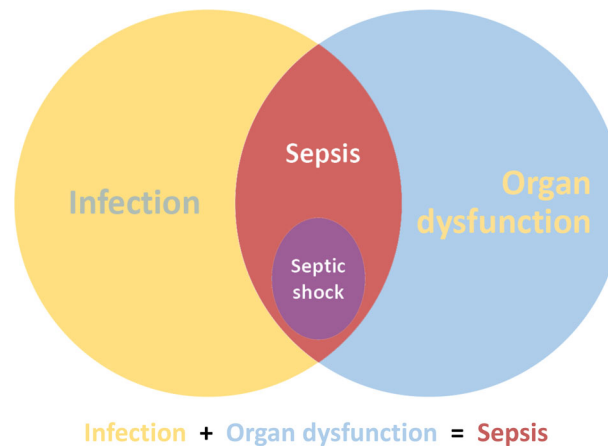 Sepsis
Infection
Organ
dysfunction
Septic
shock
Infection + Organ dysfunction = Sepsis